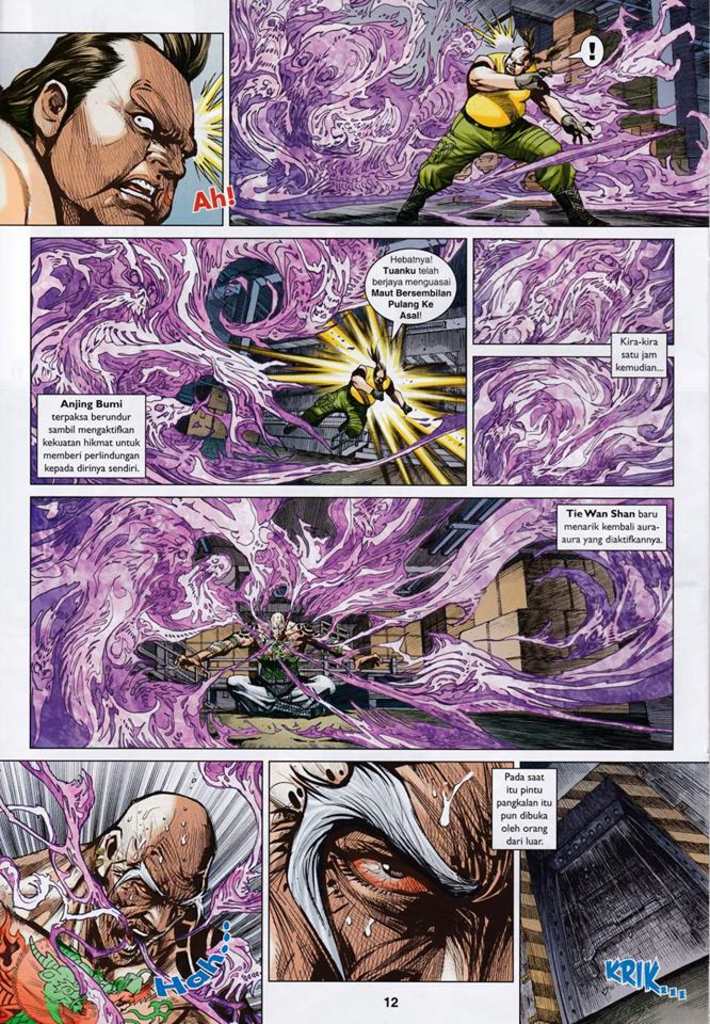 Ah!
!
Hebatnya!
Tuanku telah
berjaya menguasai
Maut Bersembilan
Pulang Ke
Asal!
Anjing Bumi
terpaksa berundur
sambil mengaktifkan
kekuatan hikmat untuk
memberi perlindungan
kepada dirinya sendiri.
Kira-kira
satu jam
kemudian...
Tie Wan Shan baru
menarik kembali aura-
aura yang diaktifkannya.
Hah...
Pada saat
itu pintu
pangkalan itu
pun dibuka
oleh orang
dari luar.
KRIK...
12